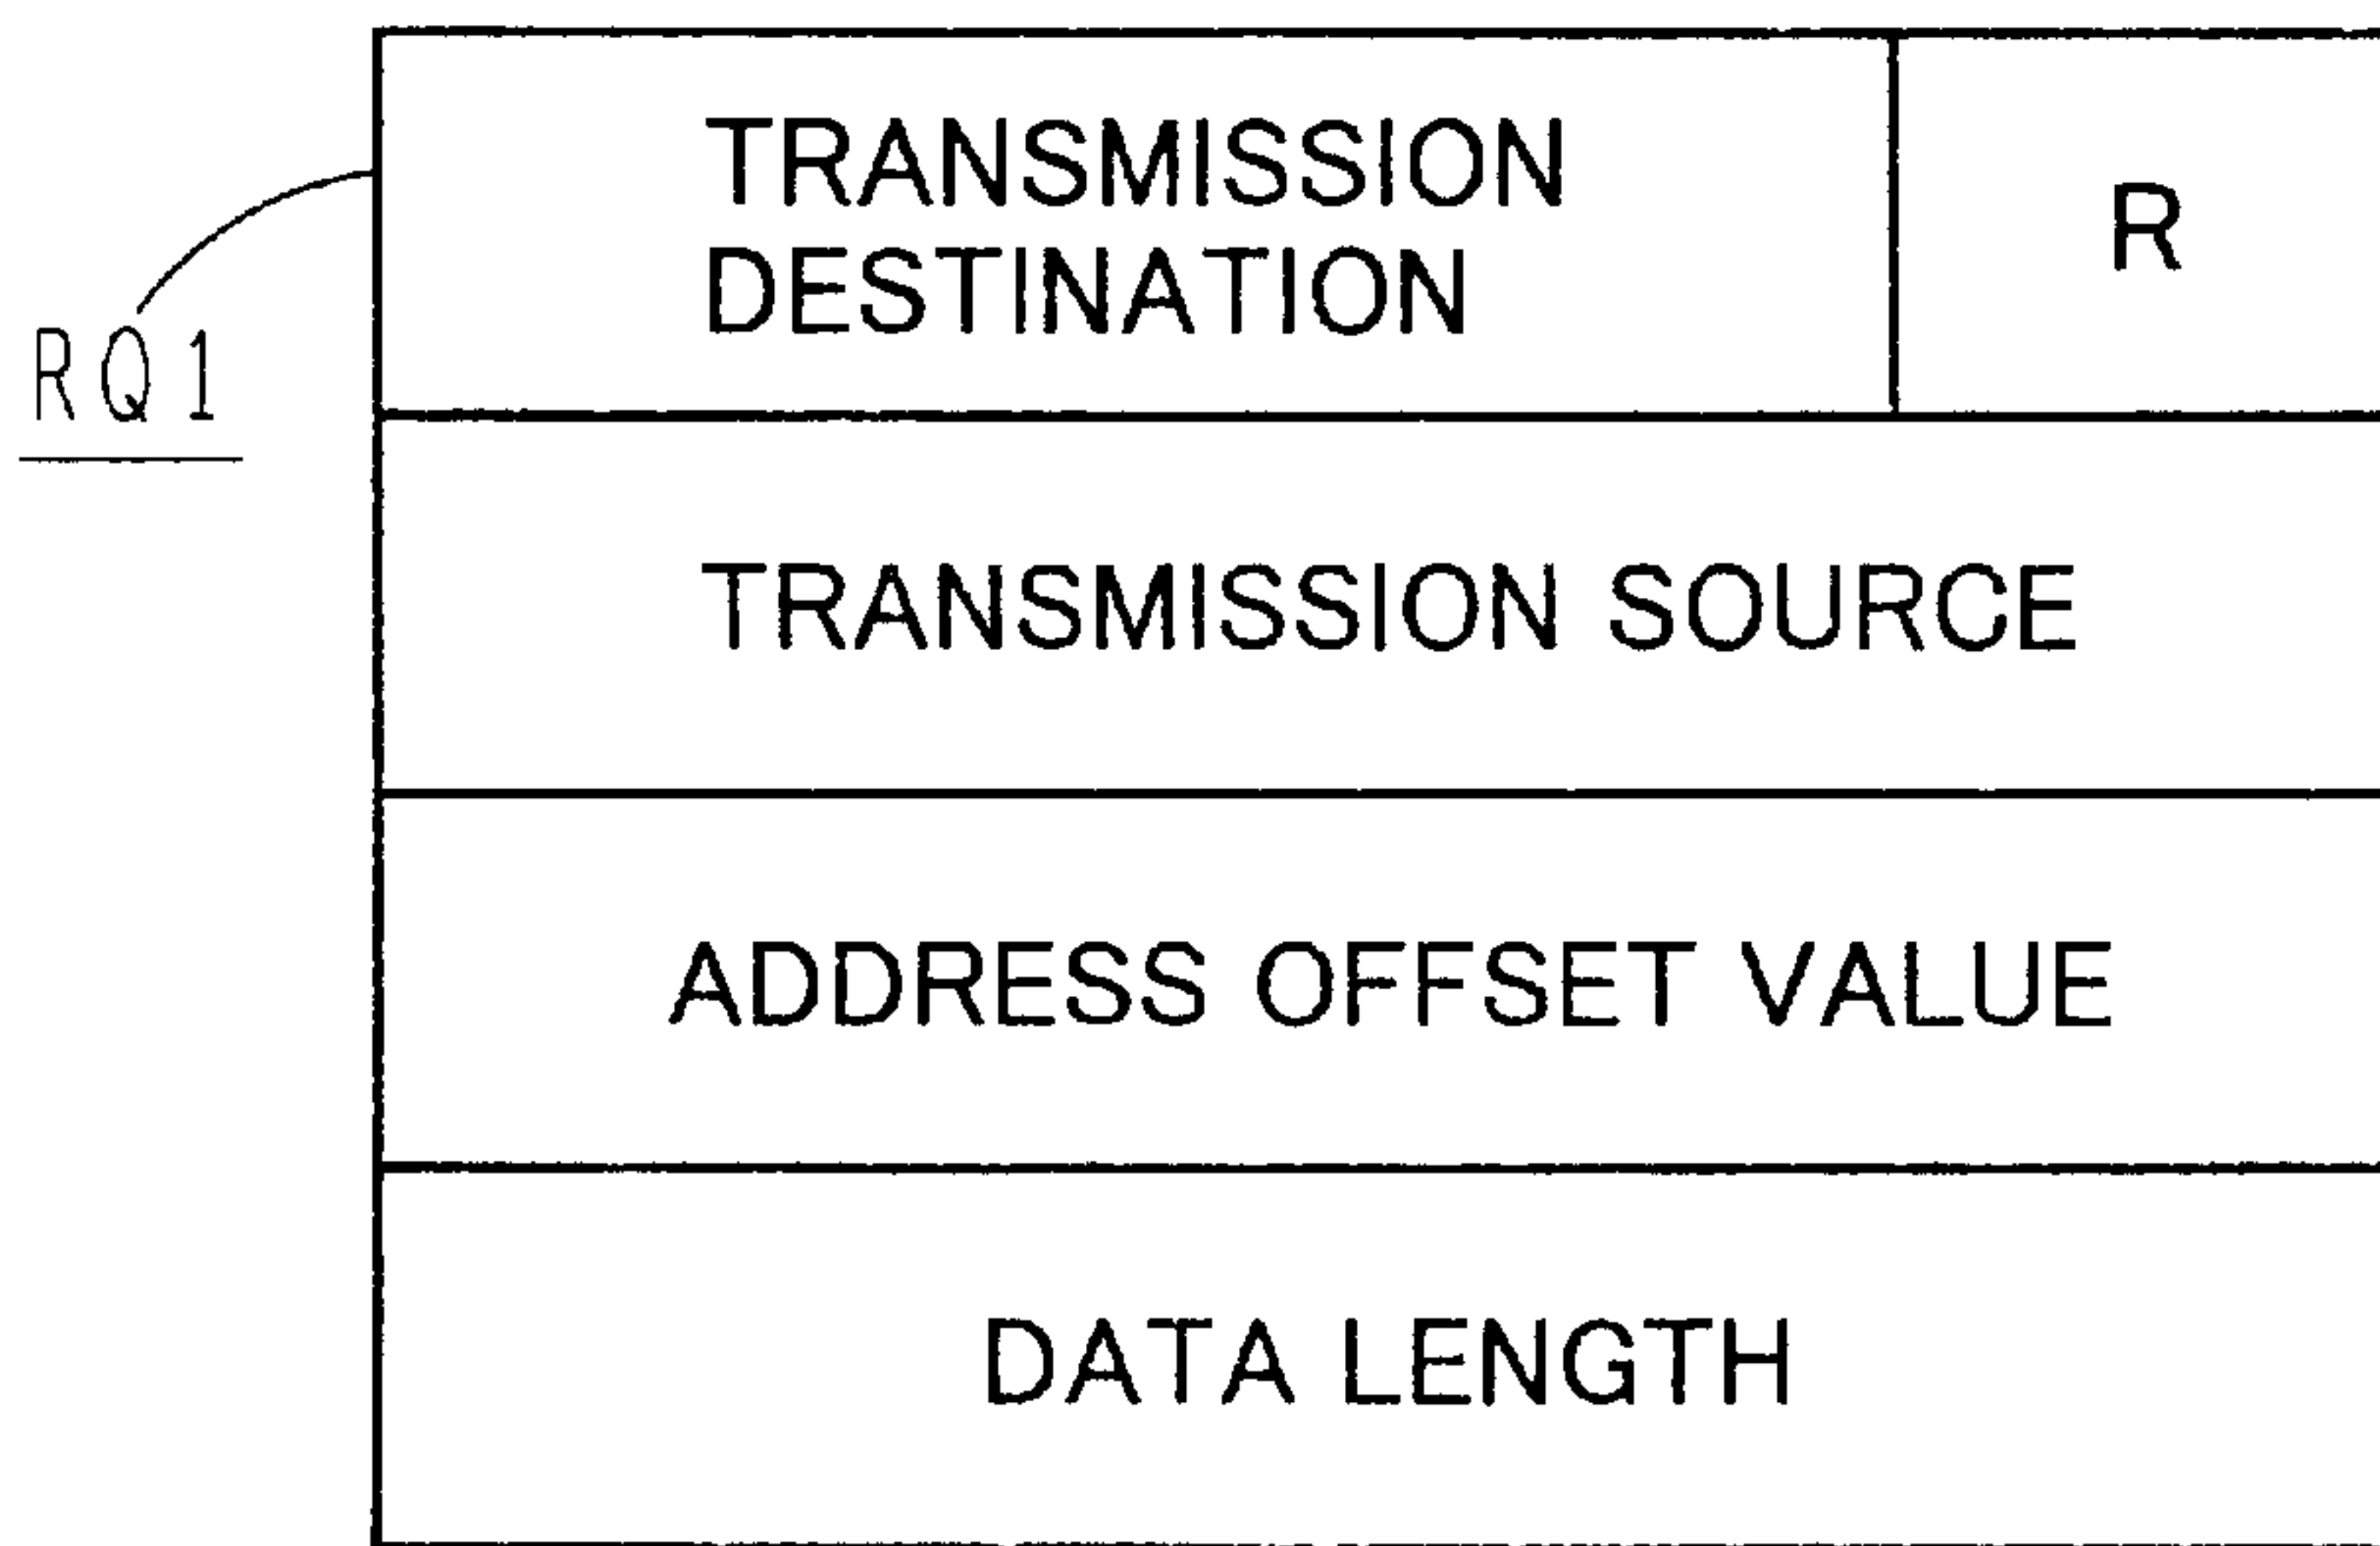 TRANSMISSION
DESTINATION
R
RQ1
TRANSMISSION SOURCE
ADDRESS OFFSET VALUE
DATA LENGTH